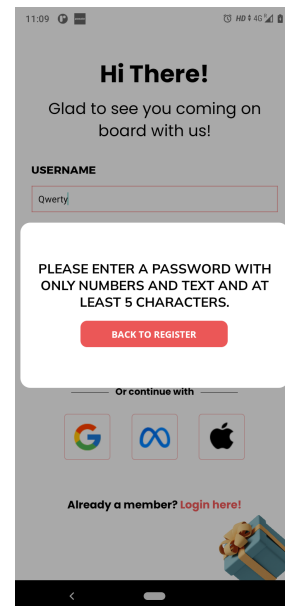 11:09
HD 4G
Hi There!
Glad to see you coming on
board with us!
USERNAME
Qwerty
PLEASE ENTER A PASSWORD WITH
ONLY NUMBERS AND TEXT AND AT
LEAST 5 CHARACTERS.
BACK TO REGISTER
Or continue with
Already a member? Login here!